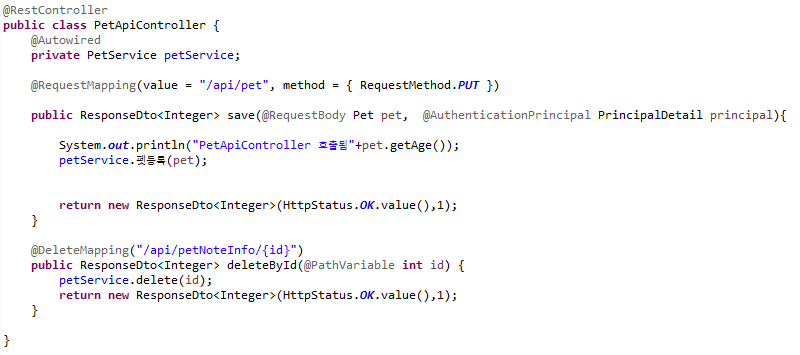 @RestController
public class PetApiController {
@Autowired
private PetService petService;
@RequestMapping(value = "/api/pet", method = { RequestMethod.PUT })
public ResponseDto<Integer> save(@RequestBody Pet pet,  @AuthenticationPrincipal PrincipalDetail principal){
System.out.println("PetApiController 호출됨"+pet.getAge());
petService.펫등록(pet);
return new ResponseDto<Integer>(HttpStatus.OK.value(),1);
}
@DeleteMapping("/api/petNoteInfo/{id}")
public ResponseDto<Integer> deleteById(@PathVariable int id) {
petService.delete(id);
return new ResponseDto<Integer>(HttpStatus.OK.value(),1);
}
}